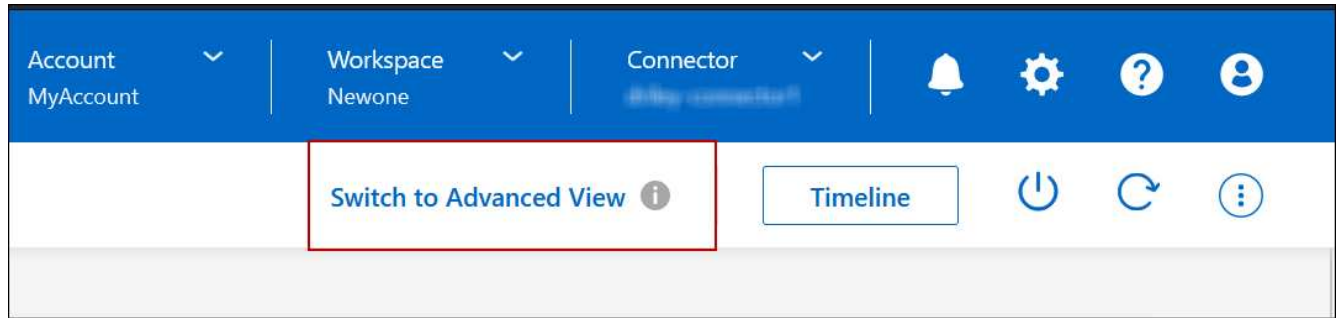 Account
MyAccount
Workspace
Newone
Connector
Switch to Advanced View
Timeline